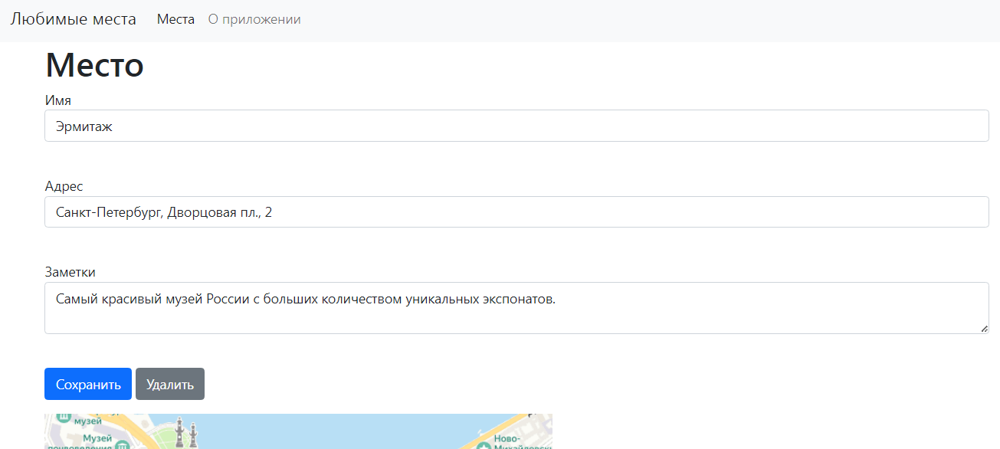 Любимые места Места О приложении
Место
Имя
Эрмитаж
Адрес
Санкт-Петербург, Дворцовая пл., 2
Заметки
Самый красивый музей России с больших количеством уникальных экспонатов.
Сохранить Удалить
музей
Музей
почвоведения
Ново-
Михайловск